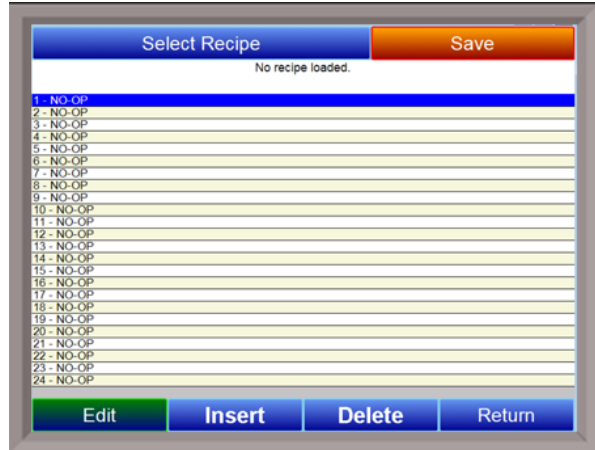 Select Recipe Save
No recipe loaded.
1 - NO-OP
2 - NO-OP
3 - NO-OP
4 - NO-OP
5 - NO-OP
6 - NO-OP
7 - NO-OP
8 - NO-OP
9 - NO-OP
10 - NO-OP
11 - NO-OP
12 - NO-OP
13 - NO-OP
14 - NO-OP
15 - NO-OP
16 - NO-OP
17 - NO-OP
18 - NO-OP
19 - NO-OP
20 - NO-OP
21 - NO-OP
22 - NO-OP
23 - NO-OP
24 - NO-OP
Edit Insert Delete Return